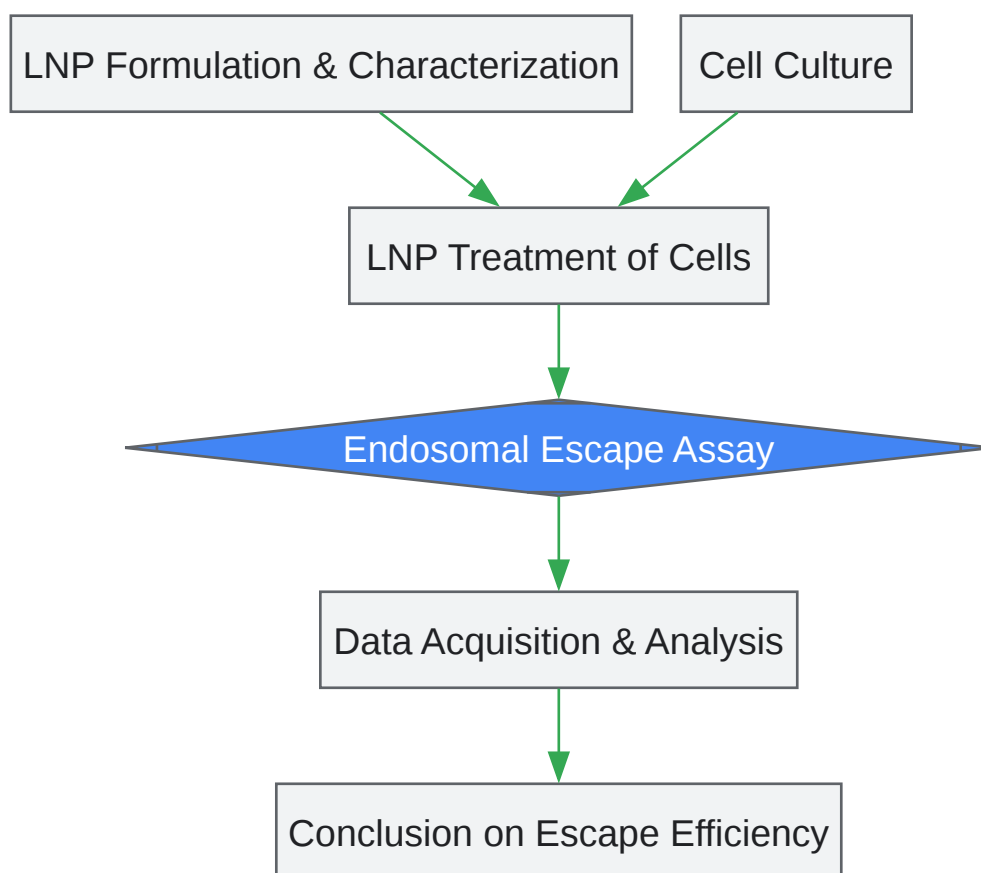 LNP Formulation & Characterization
Cell Culture
LNP Treatment of Cells
Endosomal Escape Assay
Data Acquisition & Analysis
Conclusion on Escape Efficiency